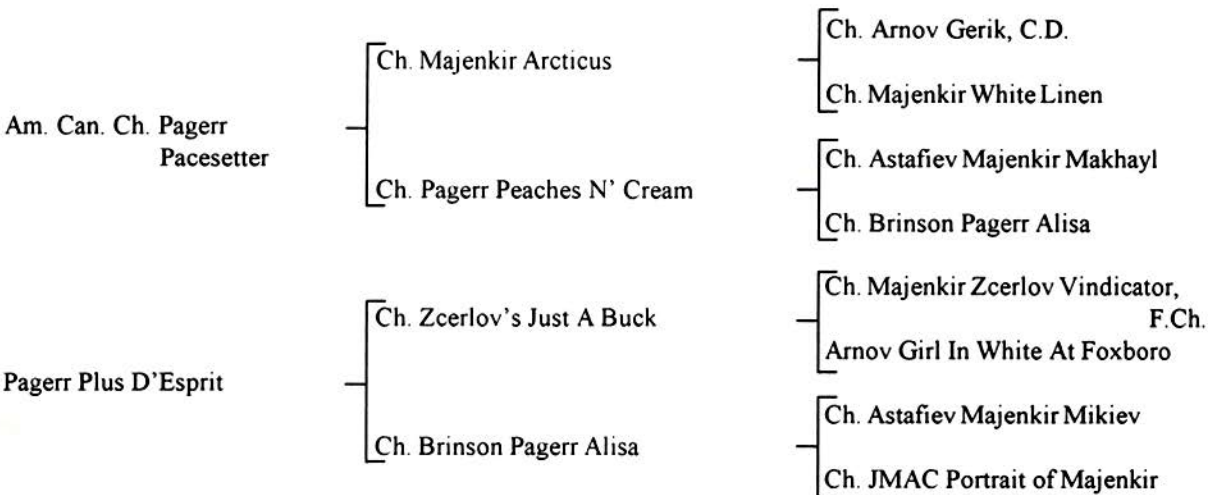 Am. Can. Ch. Pagerr
Pacesetter
Ch. Majenkir Arcticus
Ch. Arnov Gerik, C.D.
Ch. Majenkir White Linen
Ch. Pagerr Peaches N' Cream
Ch. Astafiev Majenkir Makhayl
Ch. Brinson Pagerr Alisa
Pagerr Plus D'Esprit
Ch. Zcerlov's Just A Buck
Ch. Majenkir Zcerlov Vindicator,
F.Ch.
Arnov Girl In White At Foxboro
Ch. Brinson Pagerr Alisa
Ch. Astafiev Majenkir Mikiev
Ch. JMAC Portrait of Majenkir